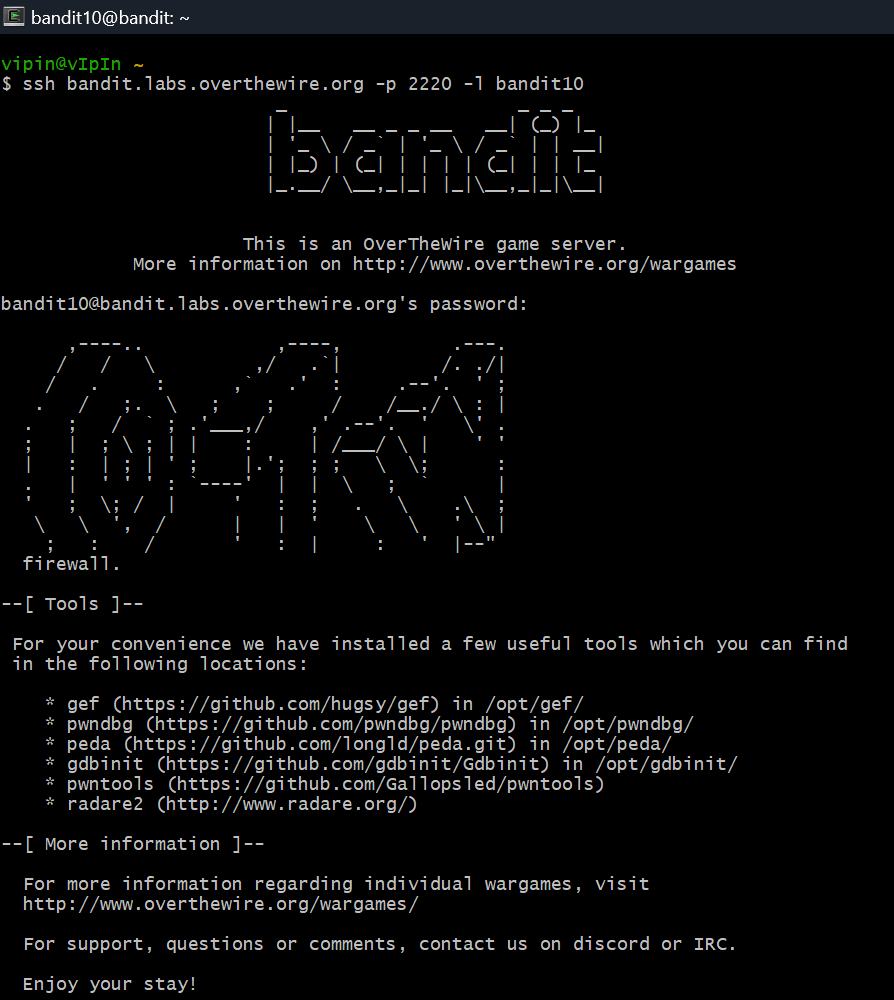 bandit10@bandit: ~
vipin@vIpIn ~
$ ssh bandit.labs.overthewire.org -p 2220 -l bandit10
bandit
This is an OverTheWire game server.
More information on http://www.overthewire.org/wargames
bandit10@bandit.labs.overthewire.org's password:
firewall.
--[ Tools ]--
For your convenience we have installed a few useful tools which you can find
in the following locations:
* gef (https://github.com/hugsy/gef) in /opt/gef/
* pwndbg (https://github.com/pwndbg/pwndbg) in /opt/pwndbg/
* peda (https://github.com/longld/peda.git) in /opt/peda/
* gdbinit (https://github.com/gdbinit/Gdbinit) in /opt/gdbinit/
* pwntools (https://github.com/Gallopsled/pwntools)
* radare2 (http://www.radare.org/)
--[ More information ]--
For more information regarding individual wargames, visit
http://www.overthewire.org/wargames/
For support, questions or comments, contact us on discord or IRC.
Enjoy your stay!